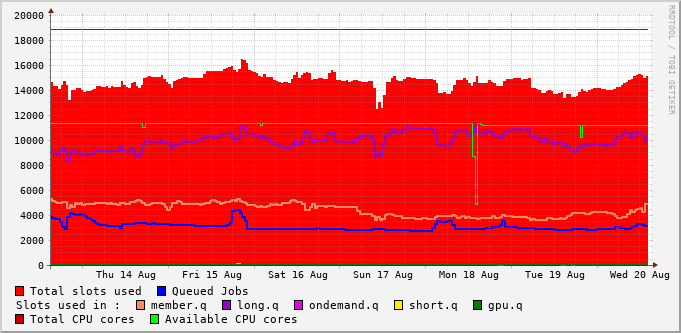 20000
18000
16000
14000
12000
10000
8000
6000
4000
2000
0
Thu 14 Aug Fri 15 Aug Sat 16 Aug Sun 17 Aug Mon 18 Aug Tue 19 Aug Wed 20 Aug
Total slots used Queued Jobs
Slots used in : member.q long.q ondemand.q short.q gpu.q
Total CPU cores Available CPU cores
RRDTOOL / TOBI OETIKER